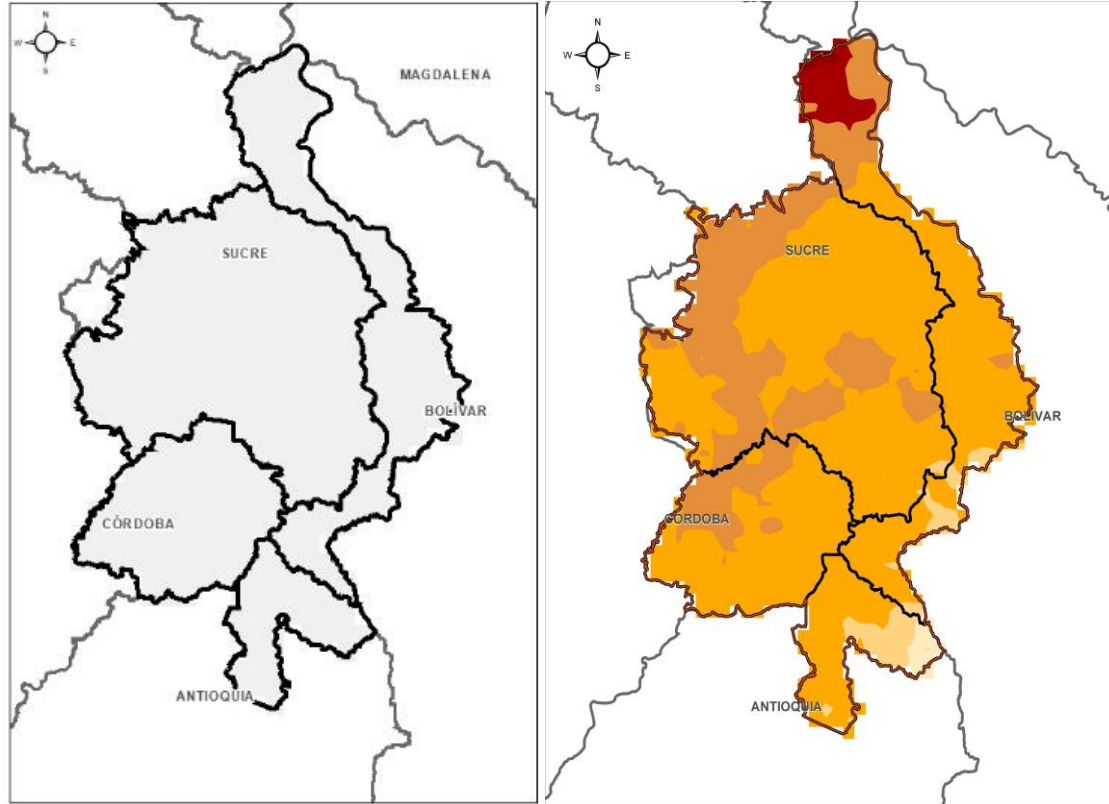 N
W E
S
MAGDALENA
SUCRE
BOLÍVAR
CÓRDOBA
ANTIOQUIA
N
W E
S
SUCRE
BOLÍVAR
CÓRDOBA
ANTIOQUIA